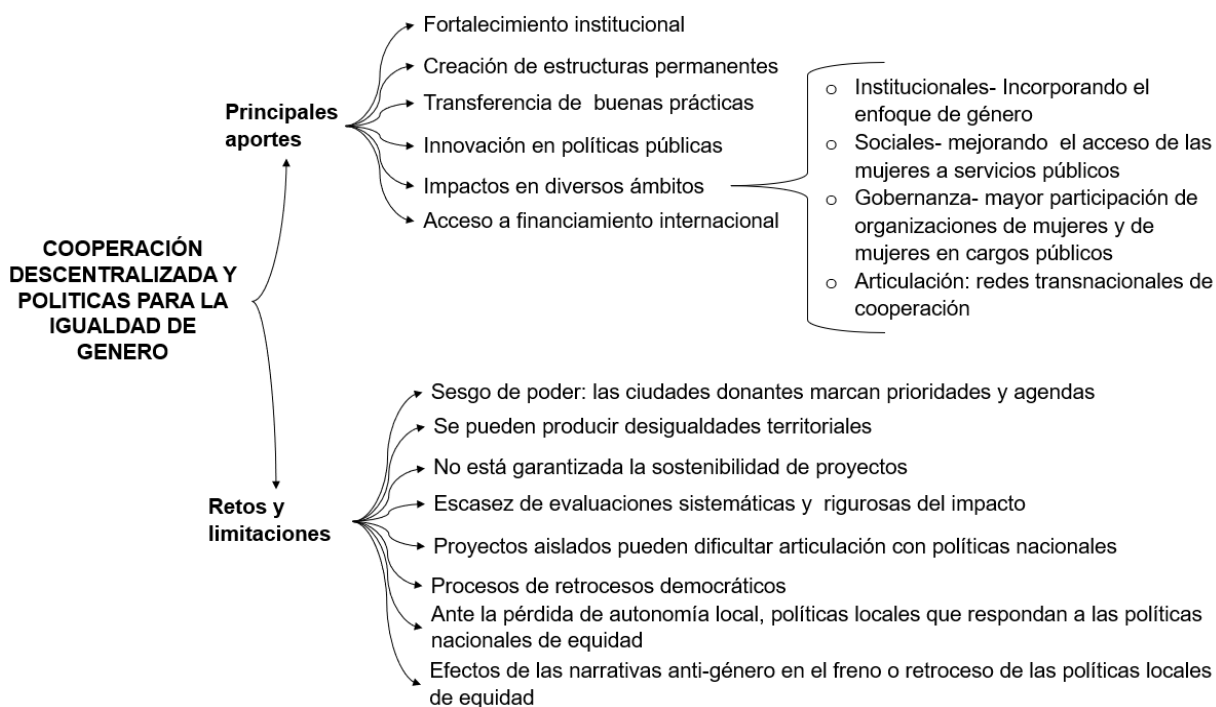 COOPERACIÓN
DESCENTRALIZADA Y
POLITICAS PARA LA
IGUALDAD DE
GENERO
Principales
aportes
Fortalecimiento institucional
Creación de estructuras permanentes
Transferencia de buenas prácticas
Innovación en políticas públicas
Impactos en diversos ámbitos
Acceso a financiamiento internacional
o Institucionales- Incorporando el
enfoque de género
o Sociales- mejorando el acceso de las
mujeres a servicios públicos
o Gobernanza- mayor participación de
organizaciones de mujeres y de
mujeres en cargos públicos
o Articulación: redes transnacionales de
cooperación
Retos y
limitaciones
Sesgo de poder: las ciudades donantes marcan prioridades y agendas
Se pueden producir desigualdades territoriales
No está garantizada la sostenibilidad de proyectos
Escasez de evaluaciones sistemáticas y rigurosas del impacto
Proyectos aislados pueden dificultar articulación con políticas nacionales
Procesos de retrocesos democráticos
Ante la pérdida de autonomía local, políticas locales que respondan a las políticas
nacionales de equidad
Efectos de las narrativas anti-género en el freno o retroceso de las políticas locales
de equidad